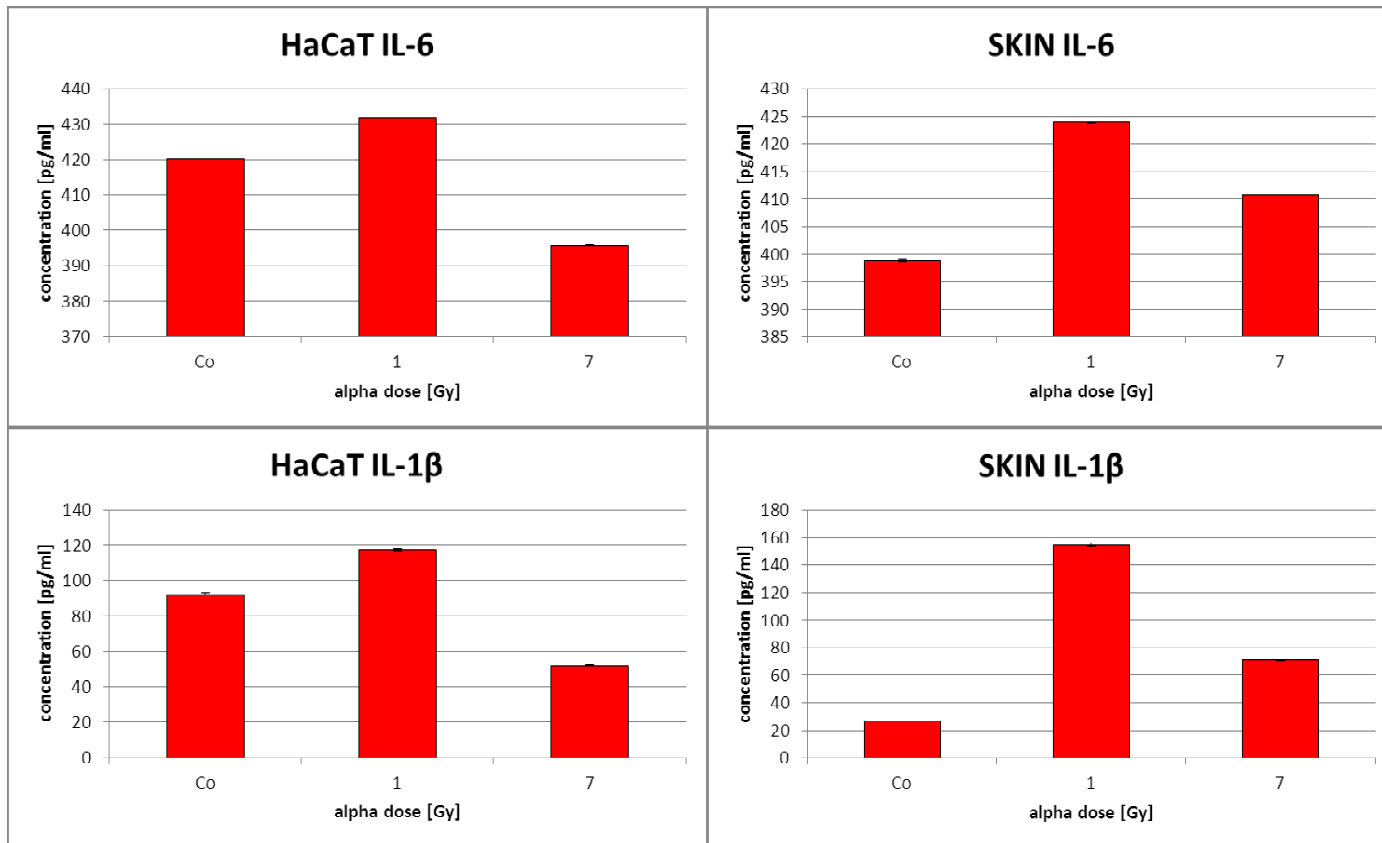 HaCaT IL-6
concentration [pg/ml]
440
430
420
410
400
390
380
370
Co
1
7
alpha dose [Gy]
SKIN IL-6
concentration [pg/ml]
430
425
420
415
410
405
400
395
390
385
Co
1
7
alpha dose [Gy]
HaCaT IL-1β
concentration [pg/ml]
140
120
100
80
60
40
20
0
Co
1
7
alpha dose [Gy]
SKIN IL-1β
concentration [pg/ml]
180
160
140
120
100
80
60
40
20
0
Co
1
7
alpha dose [Gy]